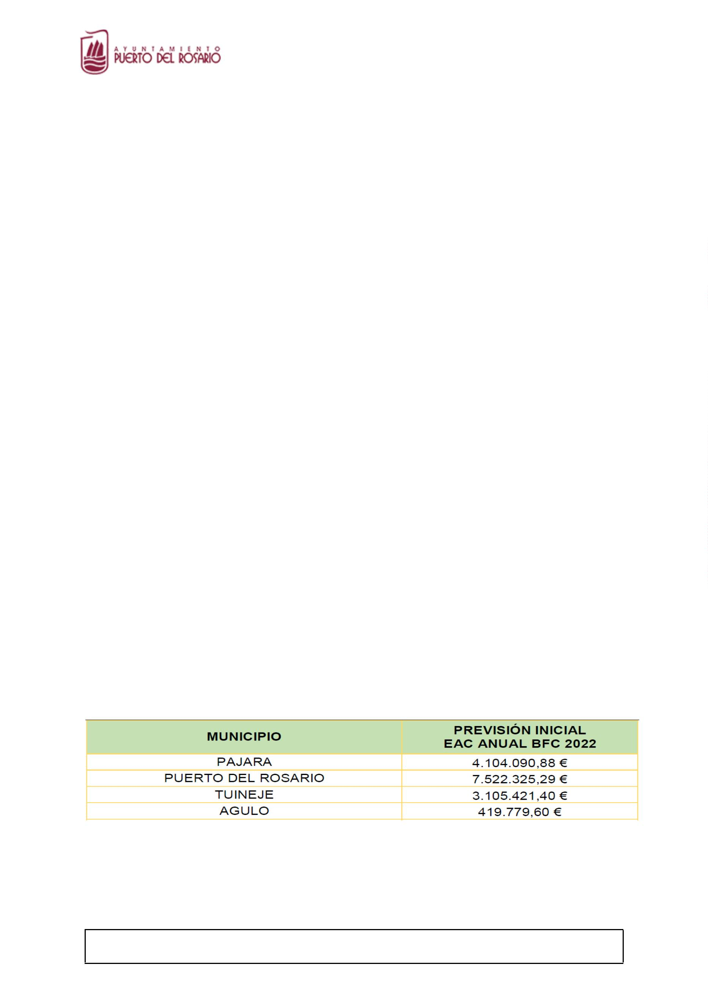 AYUNTAMIENTO
PUERTO DEL ROSARIO
MUNICIPIO PREVISIÓN INICIAL
EAC ANUAL BFC 2022
PAJARA 4.104.090,88 €
PUERTO DEL ROSARIO 7.522.325,29 €
TUINEJE 3.105.421,40 €
AGULO 419.779,60 €